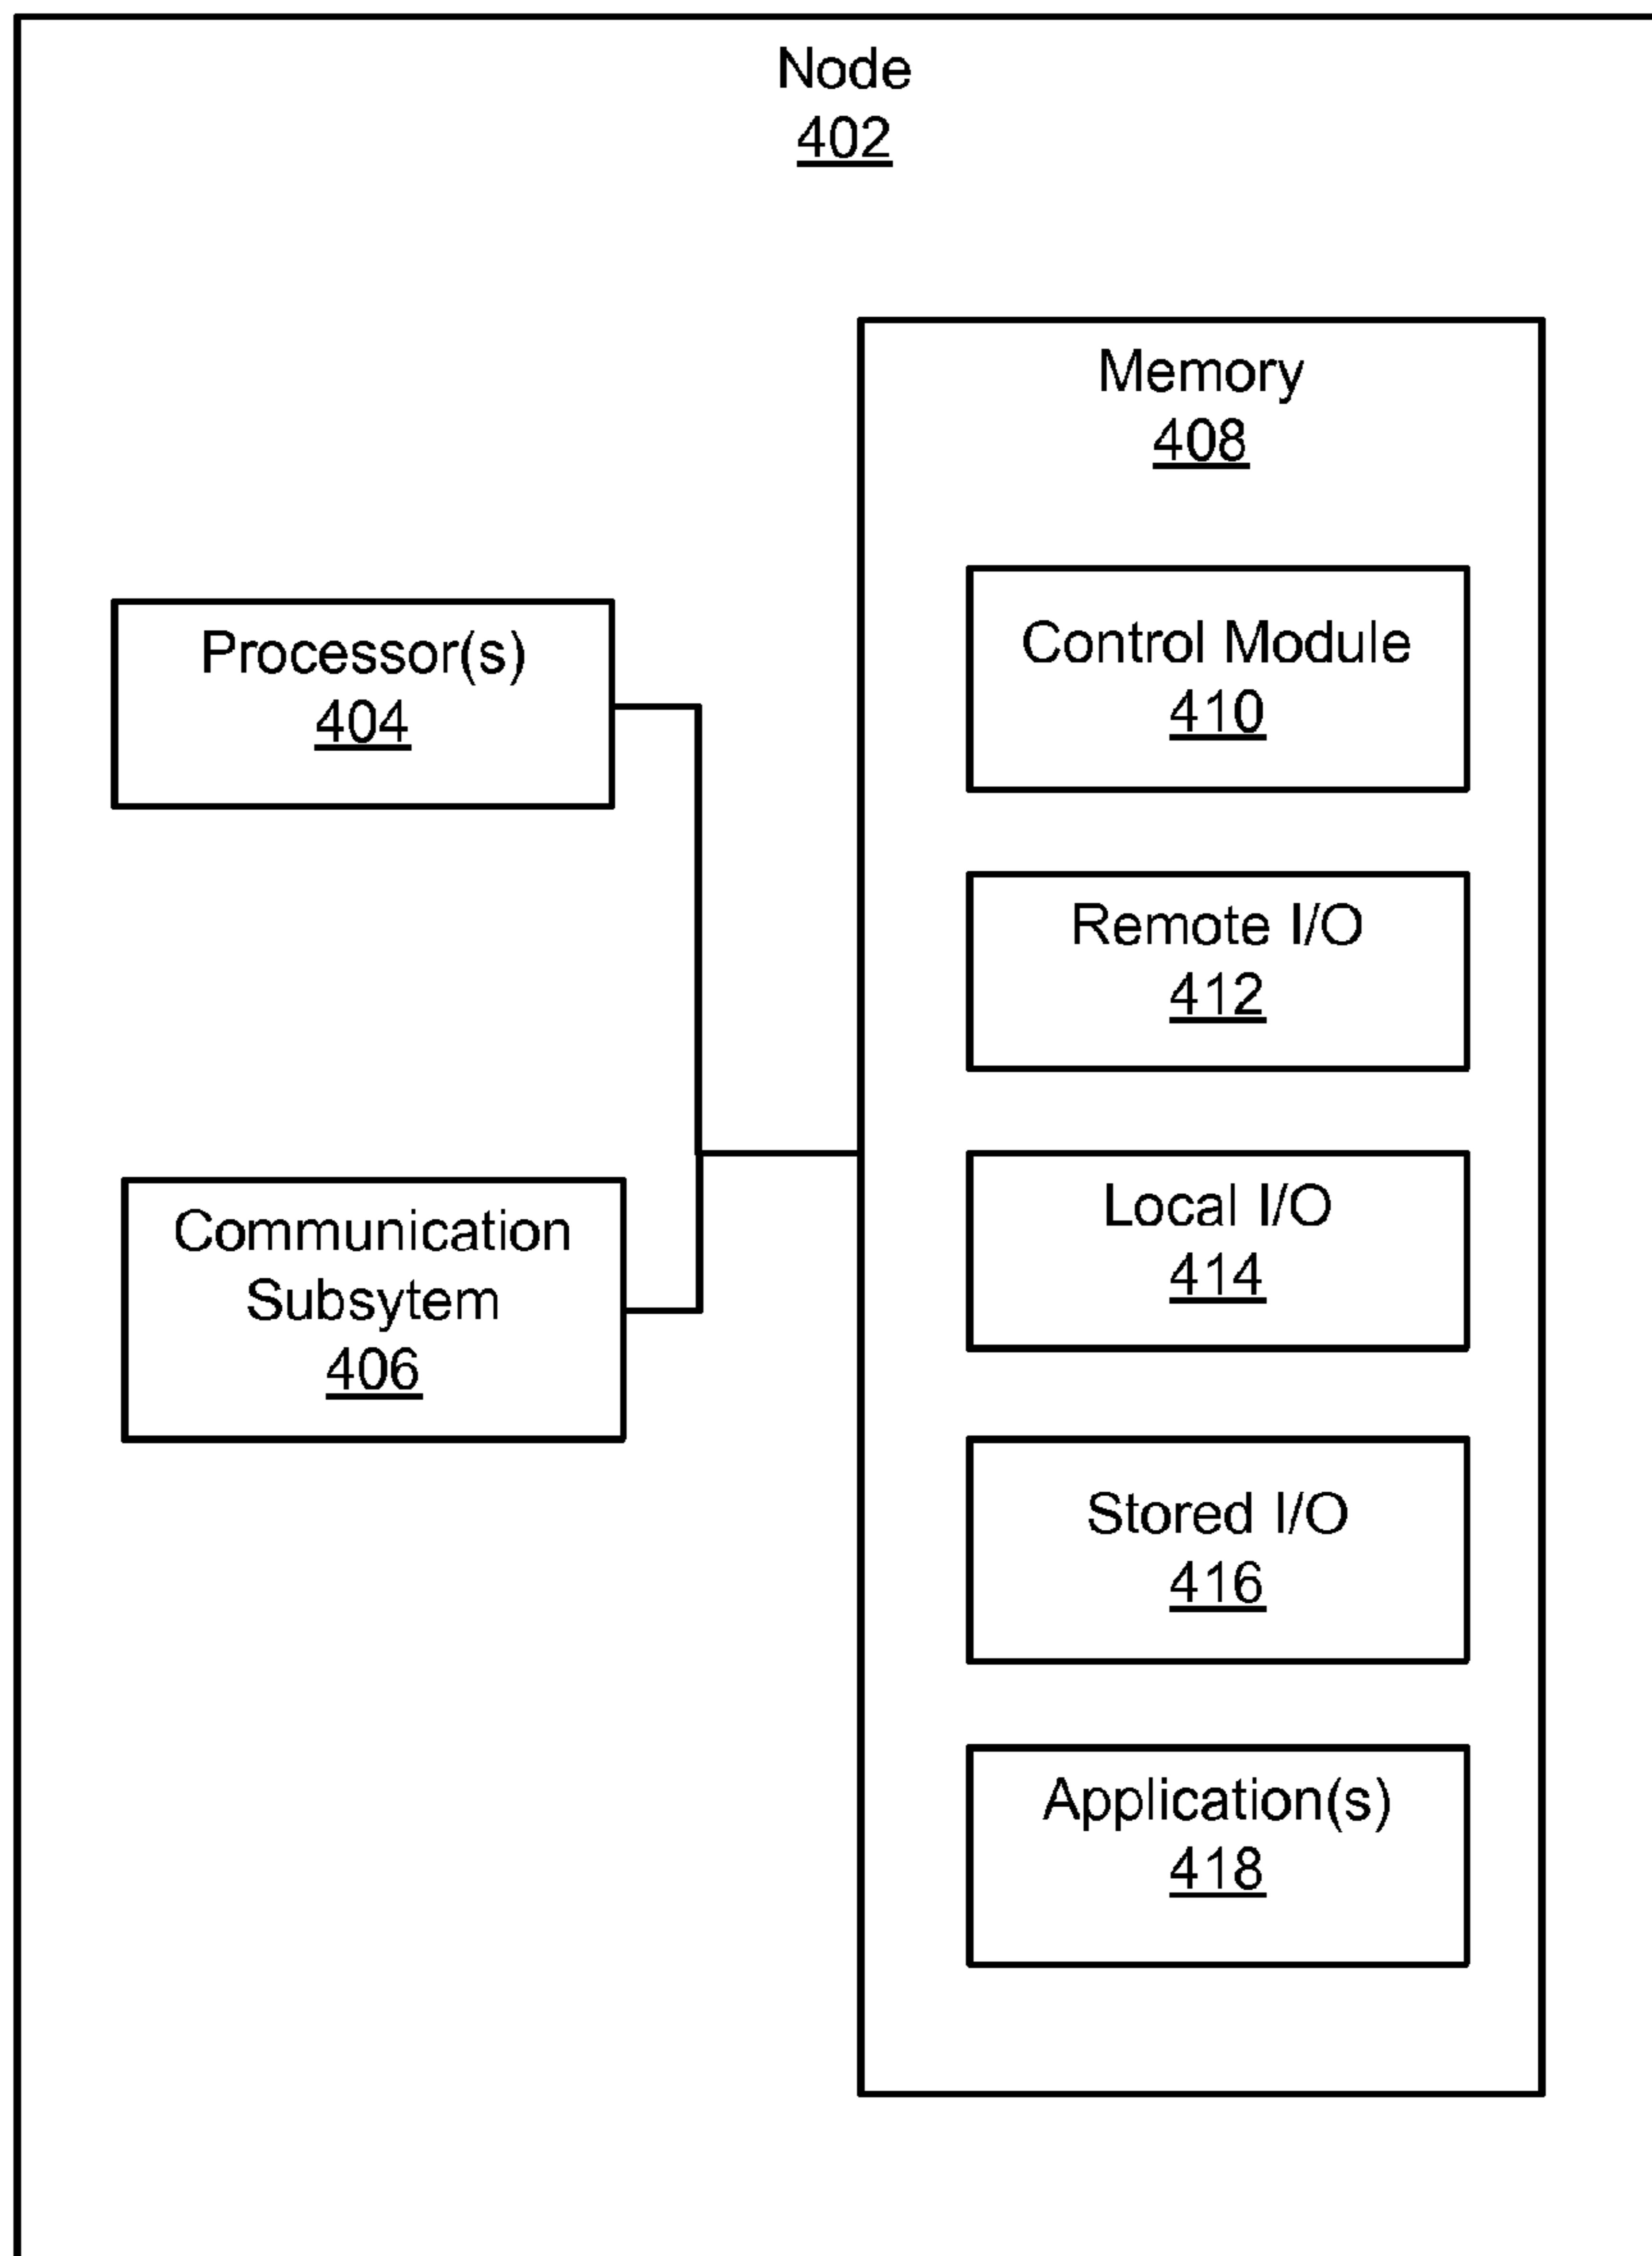 Node
402
Memory
408
Processor(s)
404
Communication
Subsytem
406
Control Module
410
Remote I/O
412
Local I/O
414
Stored I/O
416
Application(s)
418